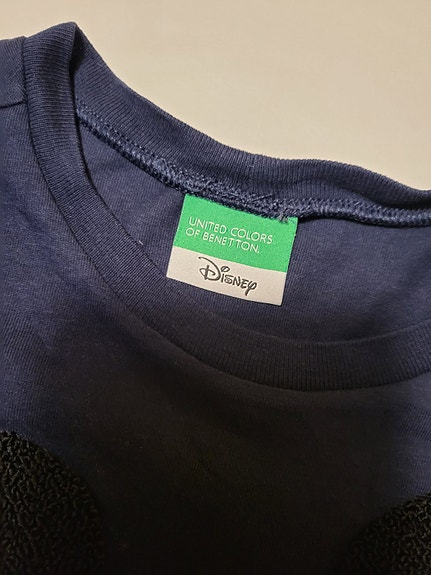 UNITED COLORS
OF BENETTON.
Disney